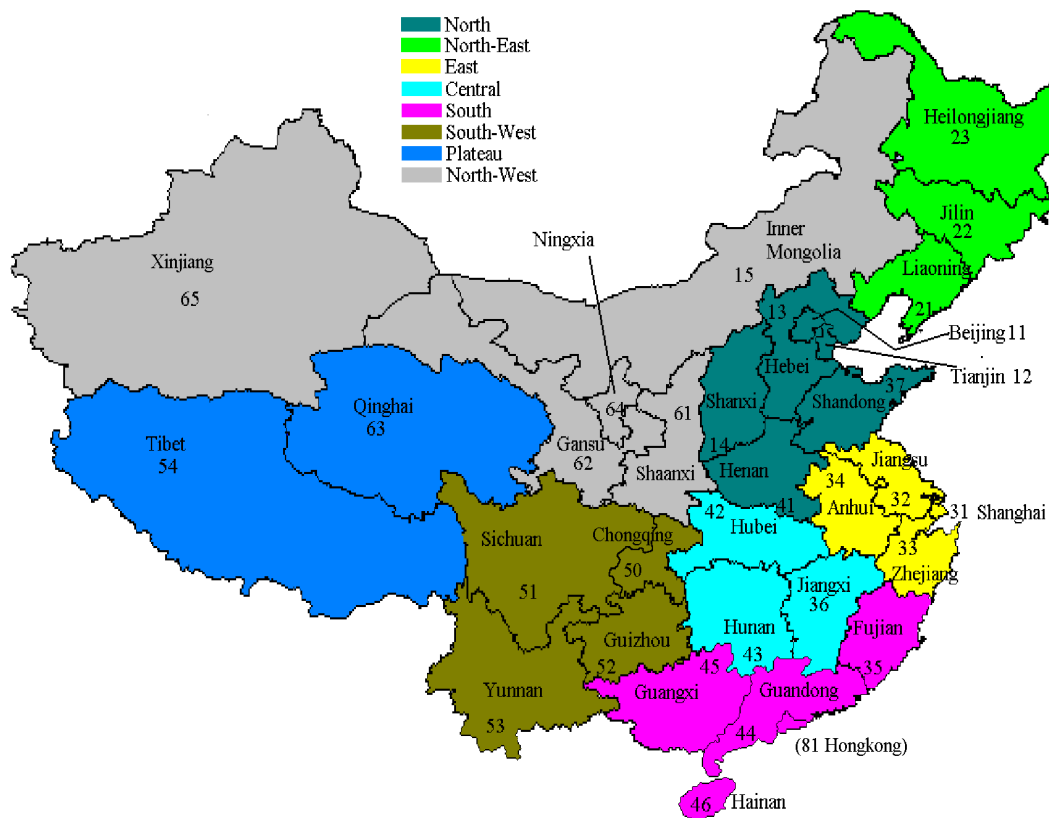 North
North-East
East
Central
South
South-West
Plateau
North-West
Heilongjiang
23
Jilin
22
Liaoning
21
Inner
Mongolia
15
Ningxia
Xinjiang
65
13
Beijing 11
Hebei
Tianjin 12
37
Shandong
Shanxi
14
61
64
Qinghai
63
Gansu
62
Shaanxi
Tibet
54
Henan
41
Jiangsu
34
32
Anhui
31 Shanghai
33
Zhejiang
42
Hubei
Chongqing
50
Sichuan
51
Jiangxi
36
Hunan
43
Fujian
35
Guizhou
52
45
Guangxi
Guandong
44
Yunnan
53
(81 Hongkong)
46
Hainan